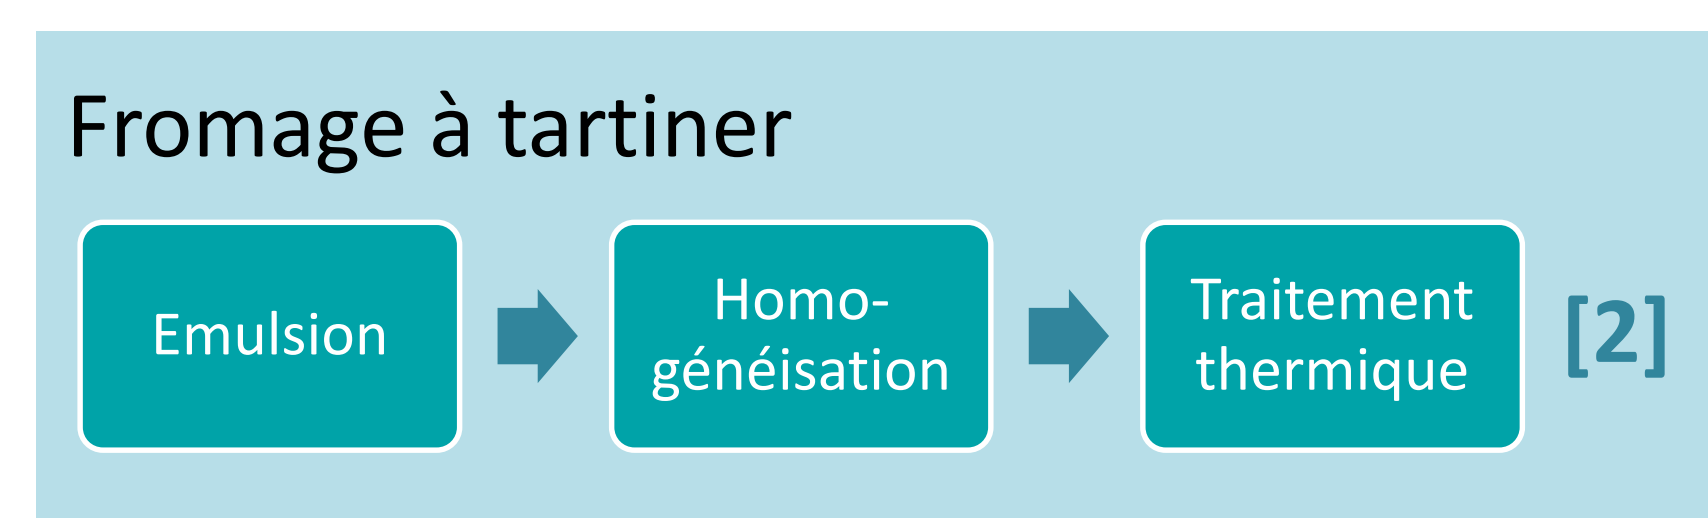 Fromage à tartiner
Emulsion
Homo-
généisation
Traitement
thermique
[2]